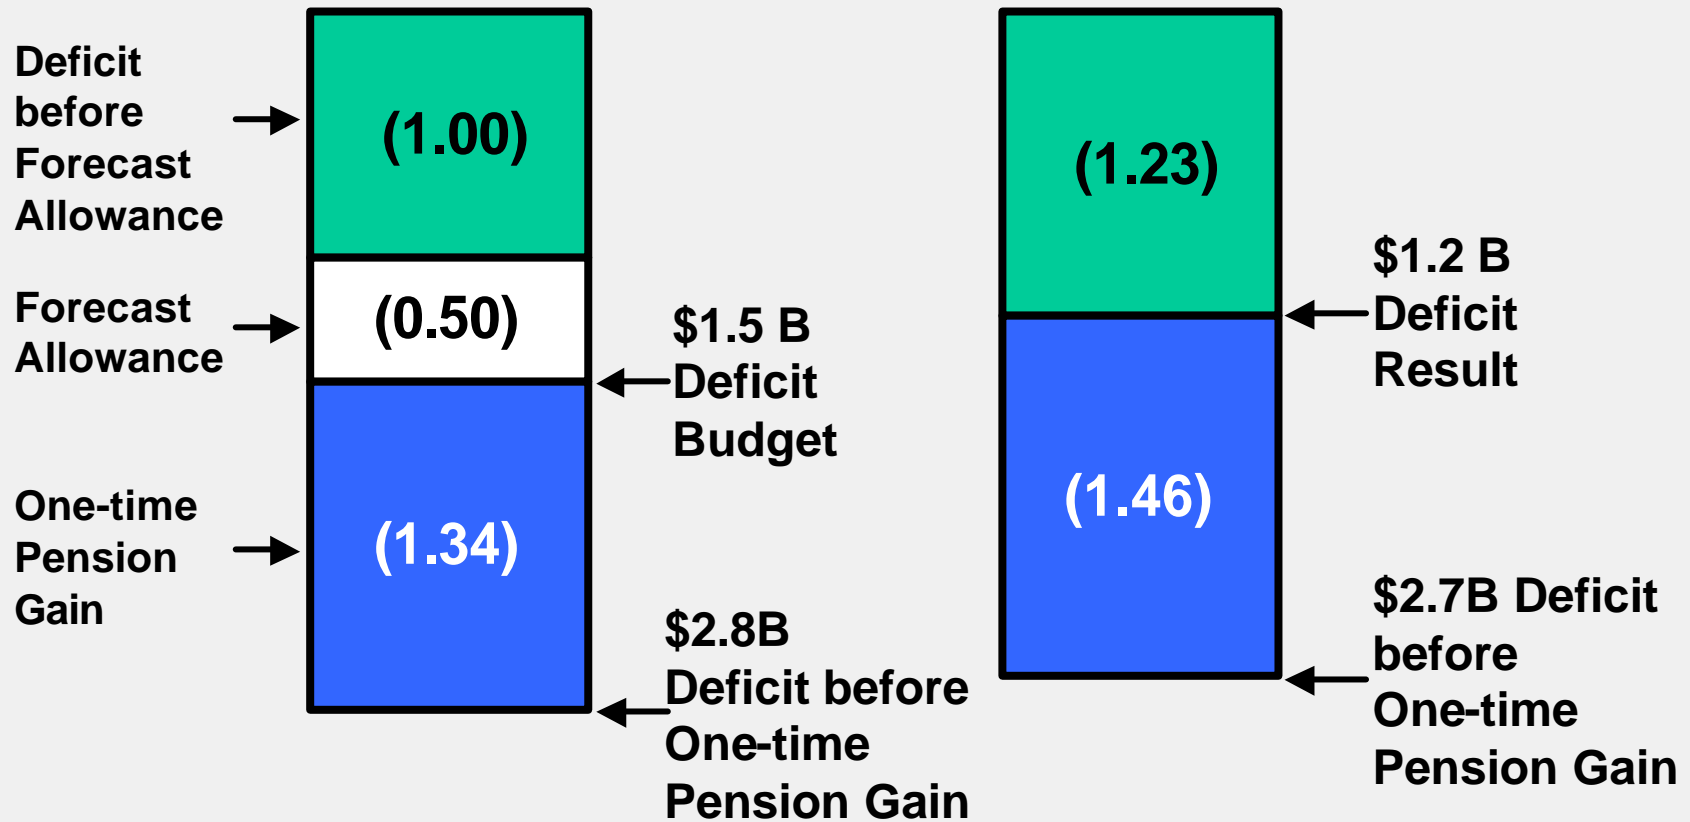 Deficit
before
Forecast
Allowance
(1.00)
Forecast
Allowance
(0.50)
$1.5 B
Deficit
Budget
One-time
Pension
Gain
(1.34)
$2.8B
Deficit before
One-time
Pension Gain
(1.23)
$1.2 B
Deficit
Result
(1.46)
$2.7B Deficit
before
One-time
Pension Gain